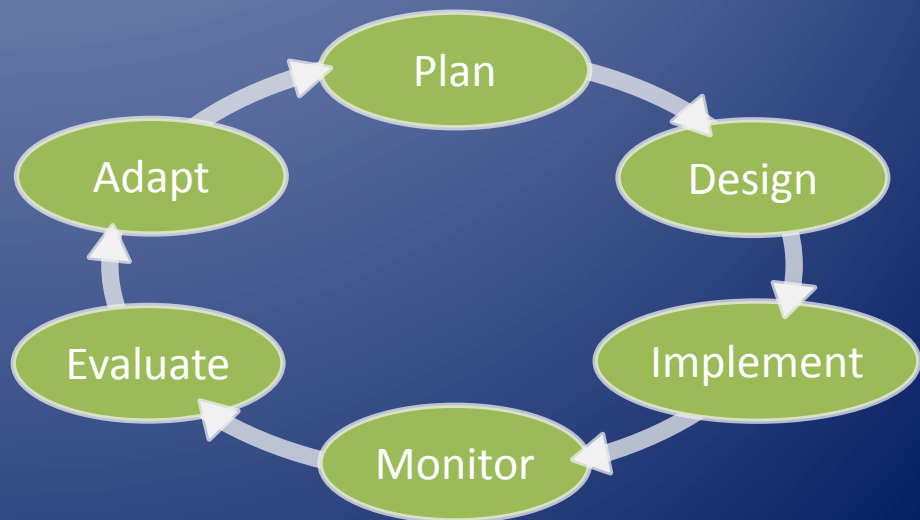 Plan
Design
Implement
Monitor
Evaluate
Adapt